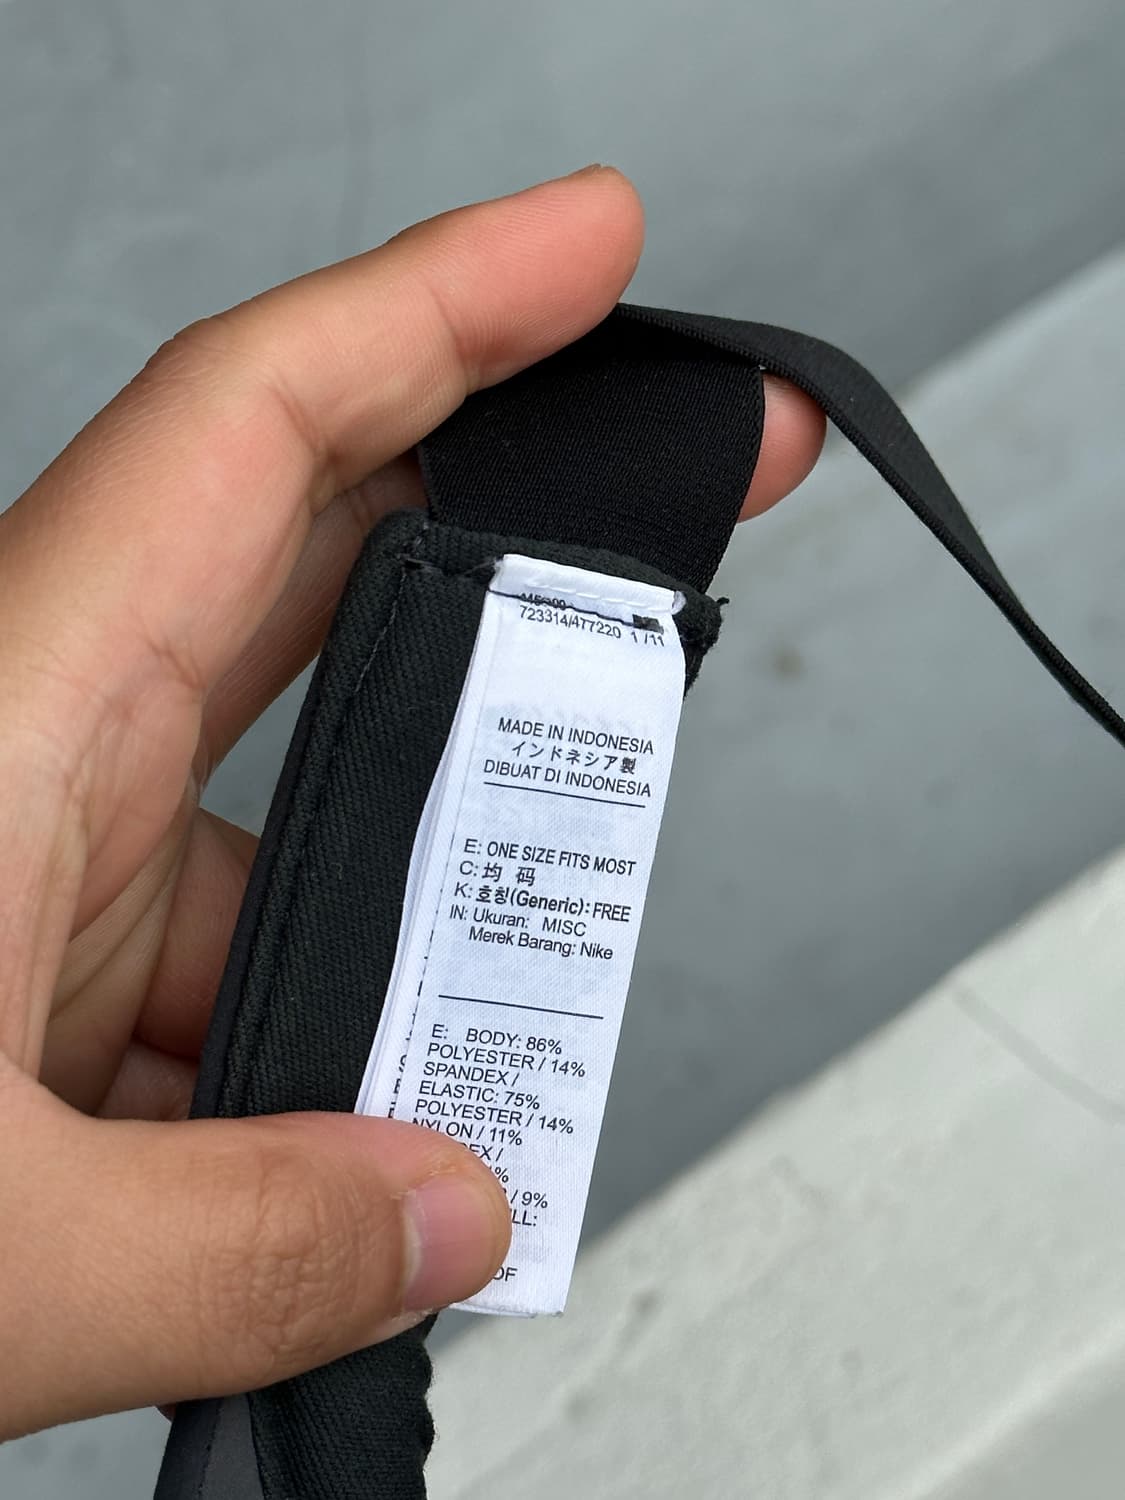 723314/477220 1 /11
MADE IN INDONESIA
インドネシア製
DIBUAT DI INDONESIA
E: ONE SIZE FITS MOST
C: 均 码
K: 호칭(Generic): FREE
IN: Ukuran: MISC
Merek Barang: Nike
E: BODY: 86%
POLYESTER / 14%
SPANDEX /
ELASTIC: 75%
POLYESTER / 14%
NYLON / 11%
/ 9%
OF